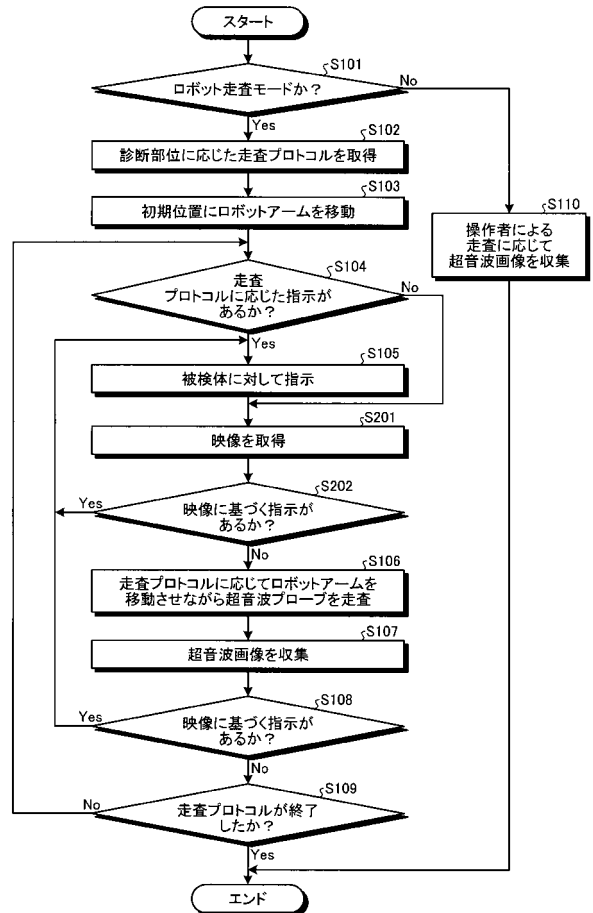 スタート
S101
ロボット走査モードか？
No
Yes
S102
診断部位に応じた走査プロトコルを取得
S103
初期位置にロボットアームを移動
S110
操作者による
走査に応じて
超音波画像を収集
S104
走査
プロトコルに応じた指示が
あるか？
No
Yes
S105
被検体に対して指示
S201
映像を取得
S202
映像に基づく指示が
あるか？
Yes
No
S106
走査プロトコルに応じてロボットアームを
移動させながら超音波プローブを走査
S107
超音波画像を収集
S108
映像に基づく指示が
あるか？
Yes
No
S109
走査プロトコルが終了
したか？
No
Yes
エンド